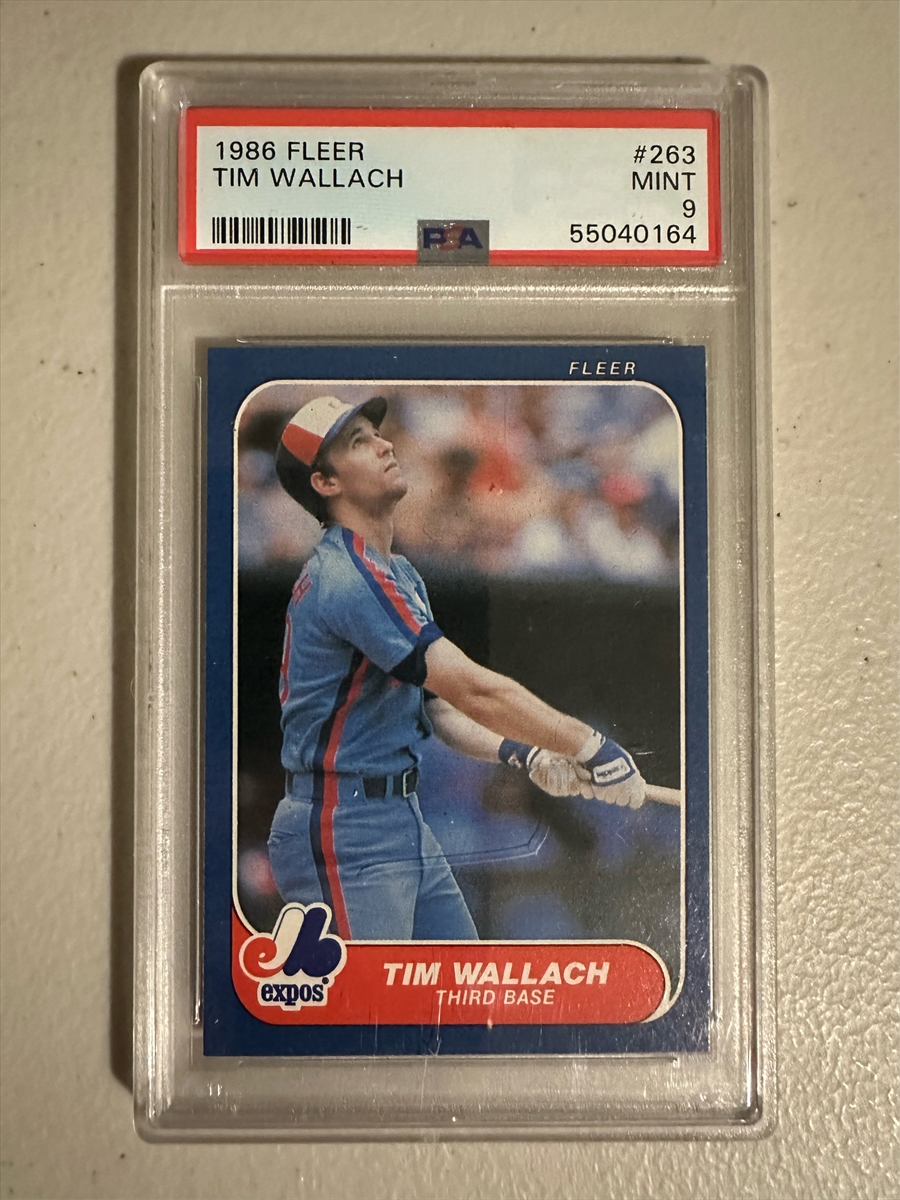 1986 FLEER #263
TIM WALLACH MINT
9
PSA 55040164
FLEER
expos
TIM WALLACH
THIRD BASE